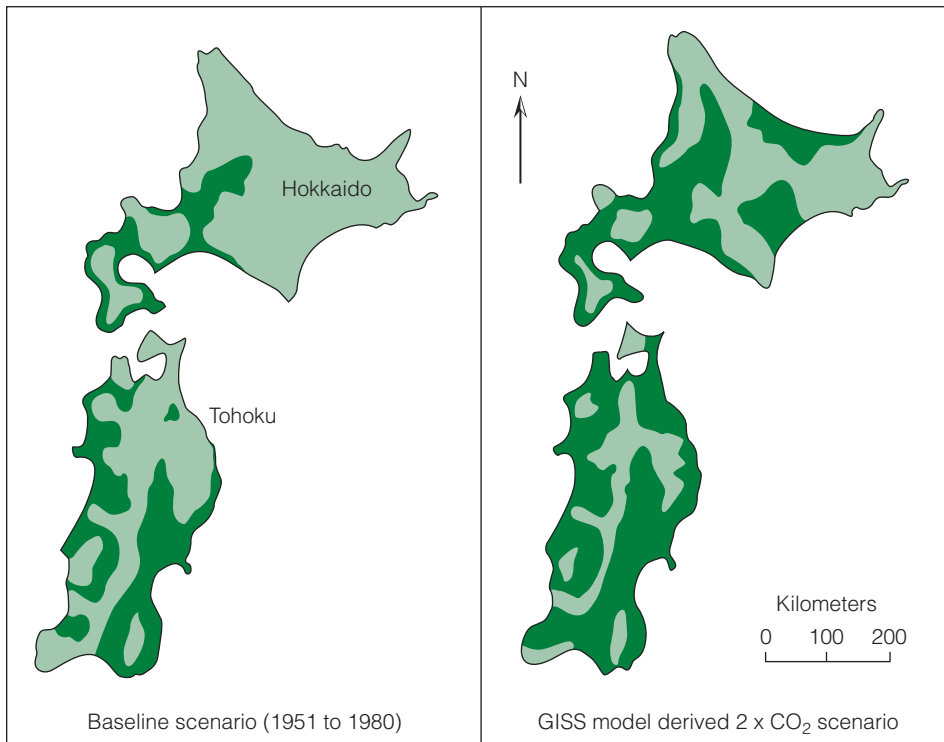 Hokkaido
Tohoku
Baseline scenario (1951 to 1980)
N
Kilometers
0 100 200
GISS model derived 2 x CO₂ scenario